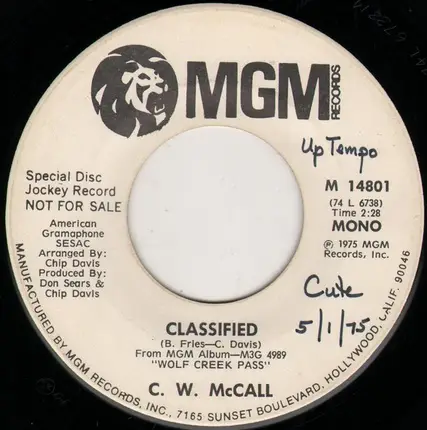 MGM
RECORDS
Up Tempo
Special Disc
Jockey Record
NOT FOR SALE
M 14801
(74 L 6738)
Time 2:28
MONO
American
Gramaphone
SESAC
Arranged By:
Chip Davis
Produced By:
Don Sears &
Chip Davis
Ⓟ 1975 MGM
Records, Inc.
Cute
5/1/75
CLASSIFIED
(B. Fries—C. Davis)
From MGM Album—M3G 4989
"WOLF CREEK PASS"
C. W. McCALL
MANUFACTURED BY MGM RECORDS, INC., 7165 SUNSET BOULEVARD, HOLLYWOOD, CALIF. 90046